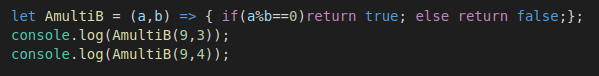 let AmultiB = (a,b) => { if(a%b==0)return true; else return false;};
console.log(AmultiB(9,3));
console.log(AmultiB(9,4));